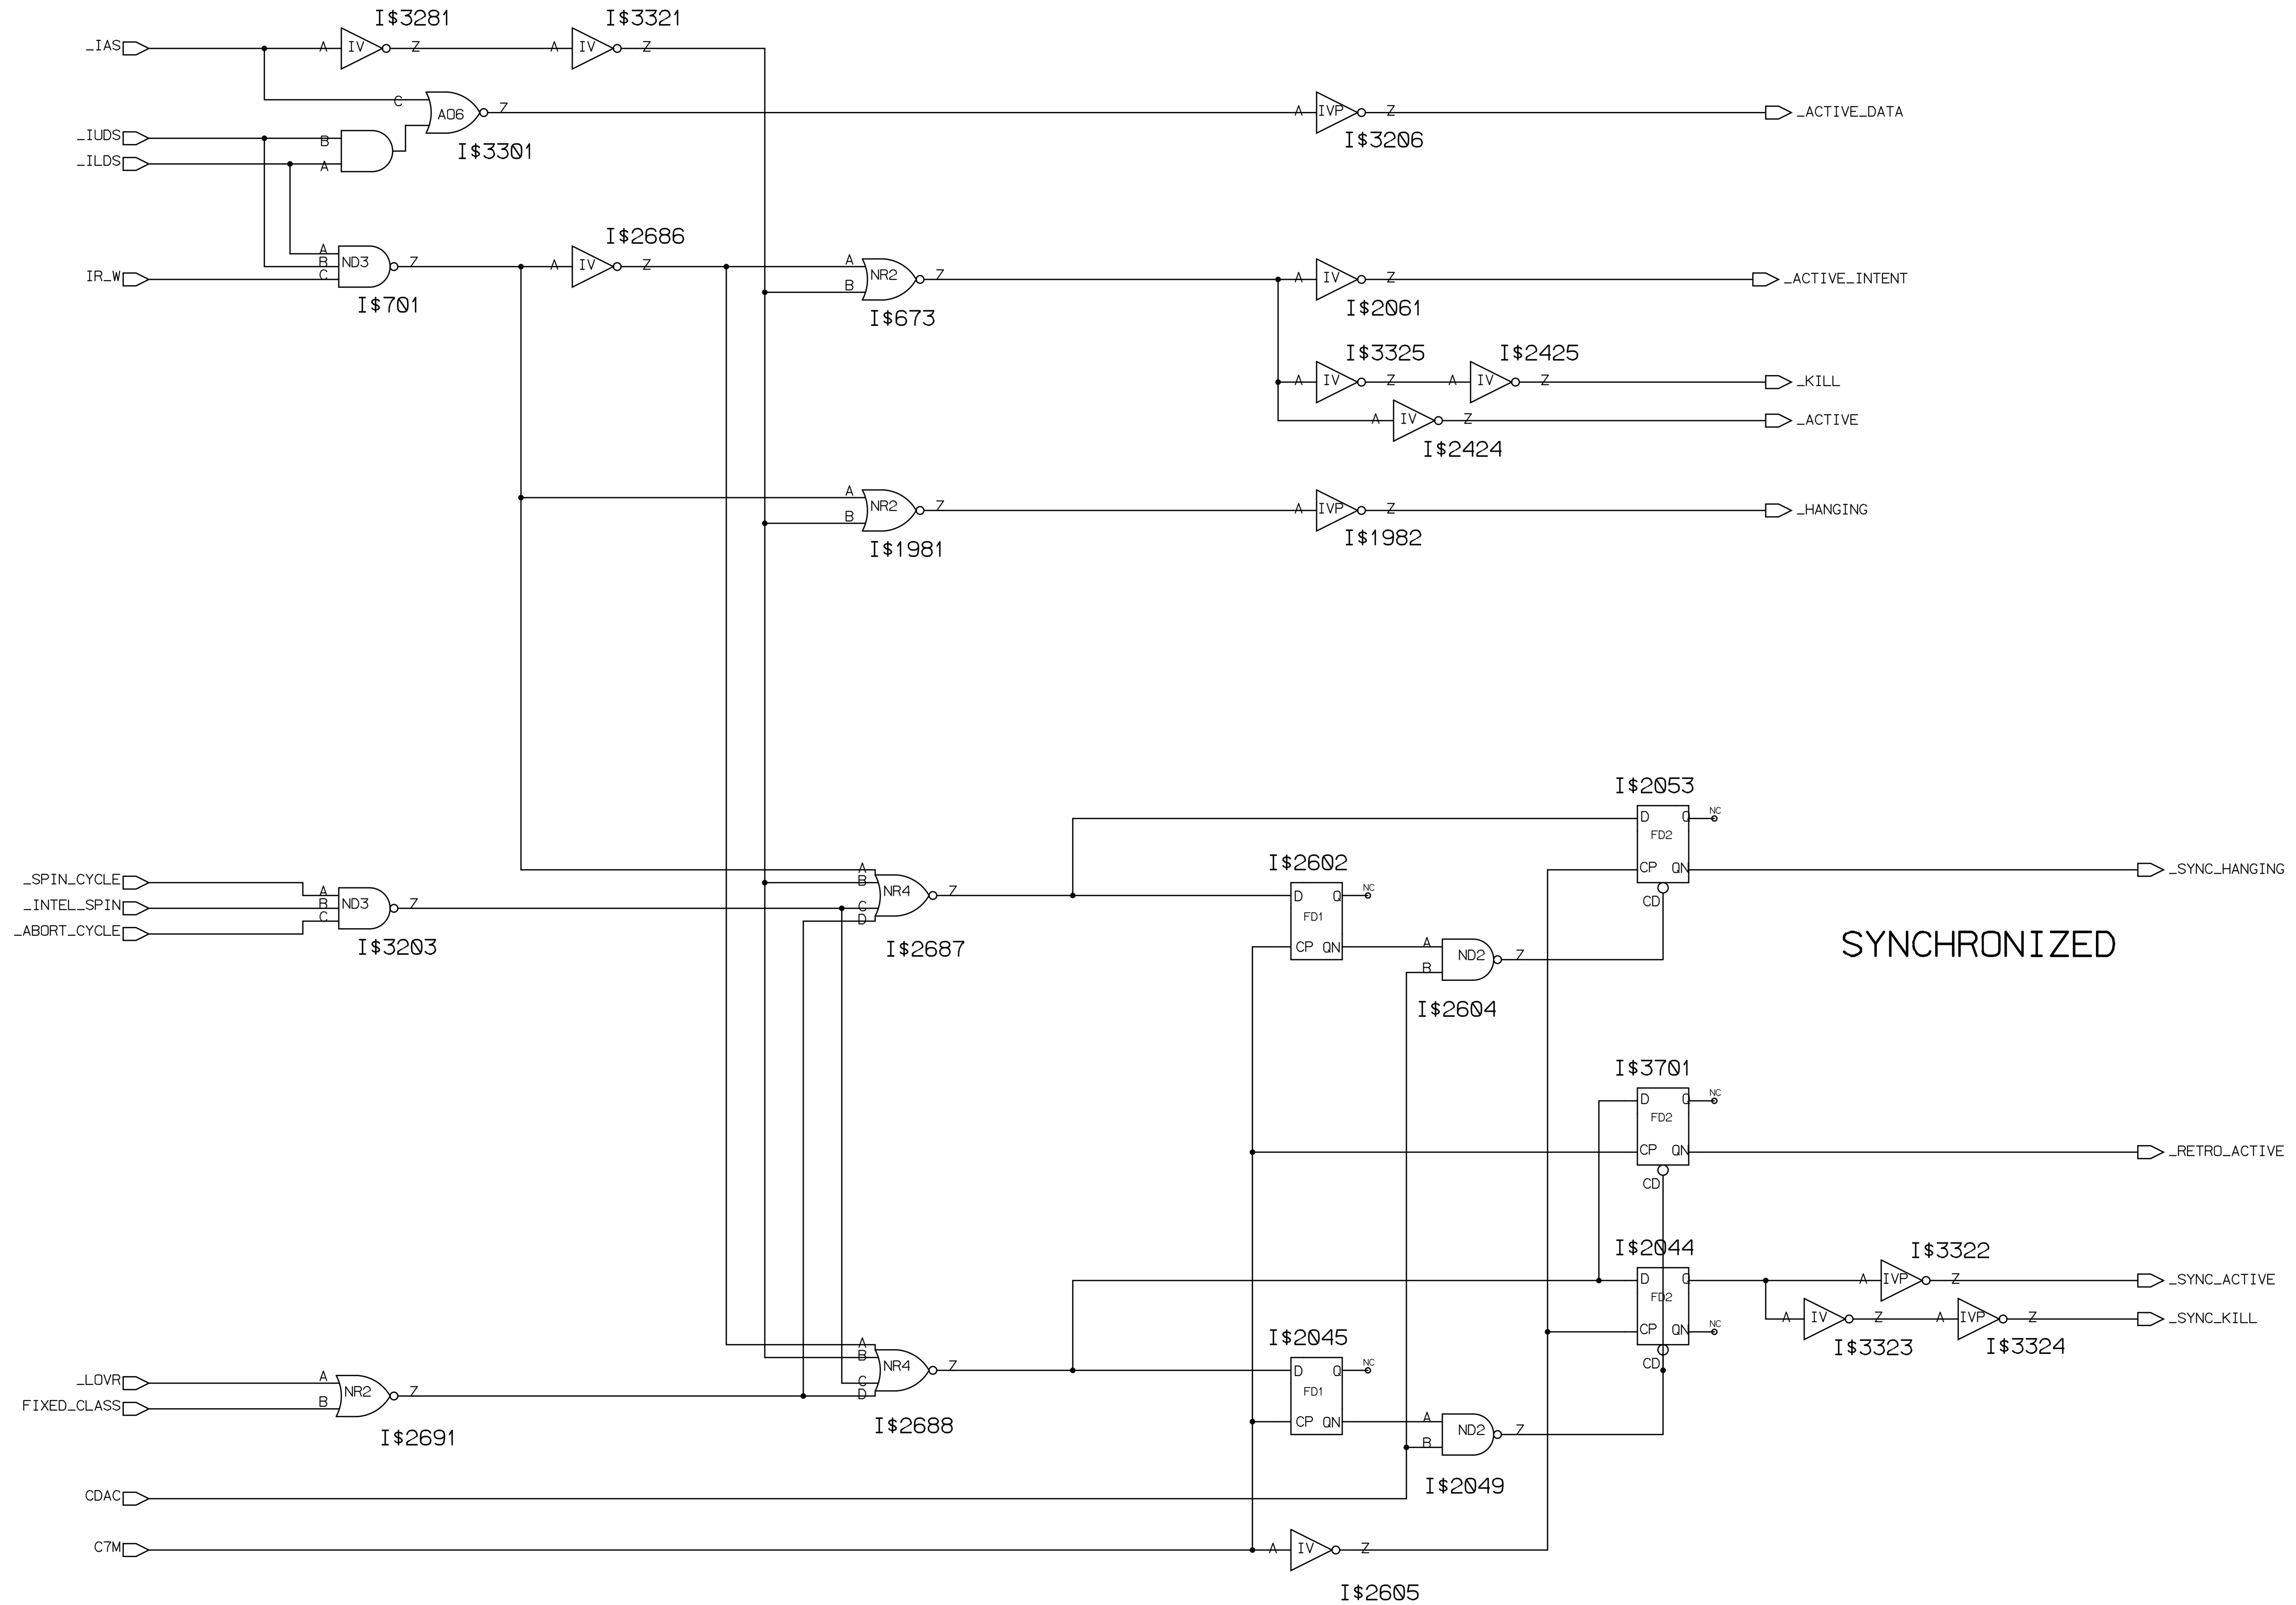 I$3281 I$3321
_IAS A IV Z A IV Z
C AO6 Z A IVP Z _ACTIVE_DATA
_IUDS B I$3301 I$3206
_ILDS A
I$2686
A
B ND3 Z A IV Z A NR2 Z A IV Z _ACTIVE_INTENT
IR_W C B
I$701 I$673 I$2061
I$3325 I$2425
A IV Z A IV Z _KILL
A IV Z _ACTIVE
I$2424
A NR2 Z A IVP Z _HANGING
B
I$1981 I$1982
I$2053
D Q NC
FD2
I$2602
CP QN _SYNC_HANGING
CD
_SPIN_CYCLE A A
_INTEL_SPIN B ND3 Z B NR4 Z D Q NC
_ABORT_CYCLE C C FD1
D
I$3203 I$2687 CP QN A ND2 Z
B
SYNCHRONIZED
I$2604
I$3701
D Q NC
FD2
CP QN _RETRO_ACTIVE
CD
I$2044 I$3322
D Q A IVP Z _SYNC_ACTIVE
FD2
CP QN NC A IV Z A IVP Z _SYNC_KILL
CD I$3323 I$3324
I$2045
A
B NR4 Z D Q NC
_LOVR A NR2 Z C FD1
FIXED_CLASS B D CP QN A ND2 Z
B
I$2691 I$2688
CDAC I$2049
C7M A IV Z
I$2605